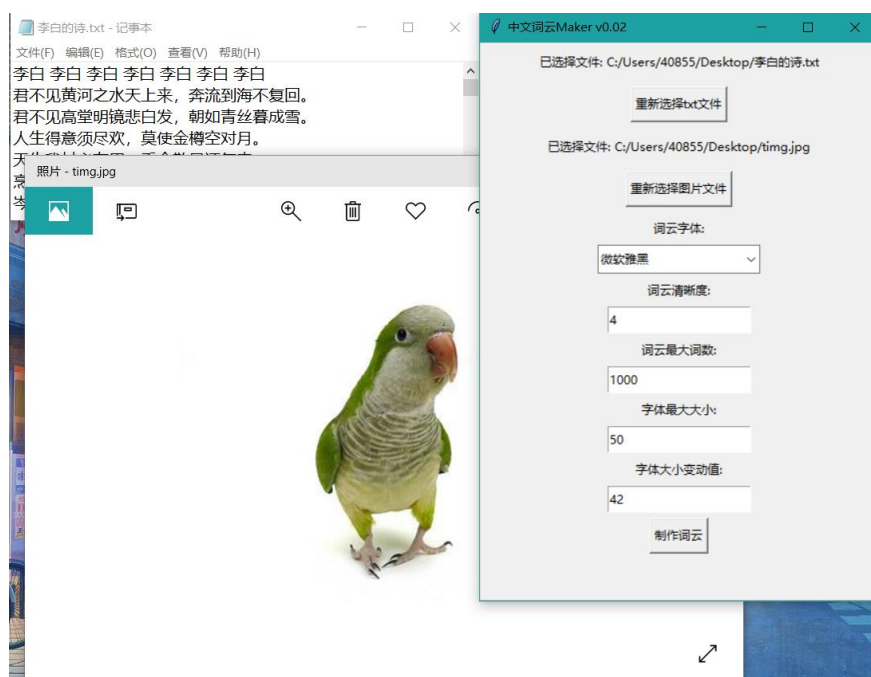 李白的诗.txt - 记事本
文件(F) 编辑(E) 格式(O) 查看(V) 帮助(H)
李白 李白 李白 李白 李白 李白 李白
君不见黄河之水天上来，奔流到海不复回。
君不见高堂明镜悲白发，朝如青丝暮成雪。
人生得意须尽欢，莫使金樽空对月。
照片 - timg.jpg
中文词云Maker v0.02
已选择文件: C:/Users/40855/Desktop/李白的诗.txt
重新选择txt文件
已选择文件: C:/Users/40855/Desktop/timg.jpg
重新选择图片文件
词云字体:
微软雅黑
词云清晰度:
4
词云最大词数:
1000
字体最大大小:
50
字体大小变动值:
42
制作词云